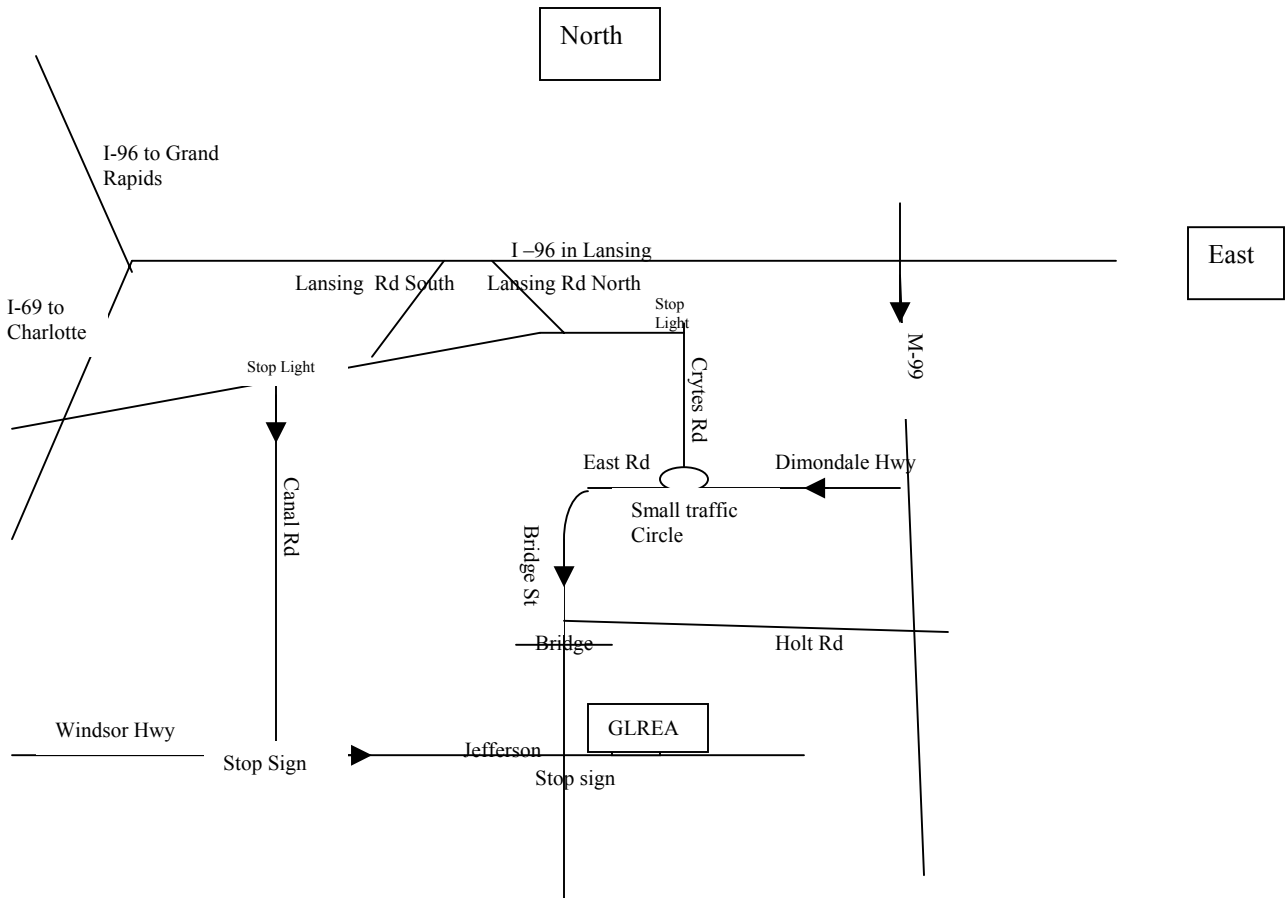 North
I-96 to Grand
Rapids
I –96 in Lansing
East
Lansing Rd South
Lansing Rd North
I-69 to
Charlotte
Stop
Light
Stop Light
M-99
Crytes Rd
East Rd
Dimondale Hwy
Canal Rd
Small traffic
Circle
Bridge St
Bridge
Holt Rd
Windsor Hwy
GLREA
Jefferson
Stop Sign
Stop sign